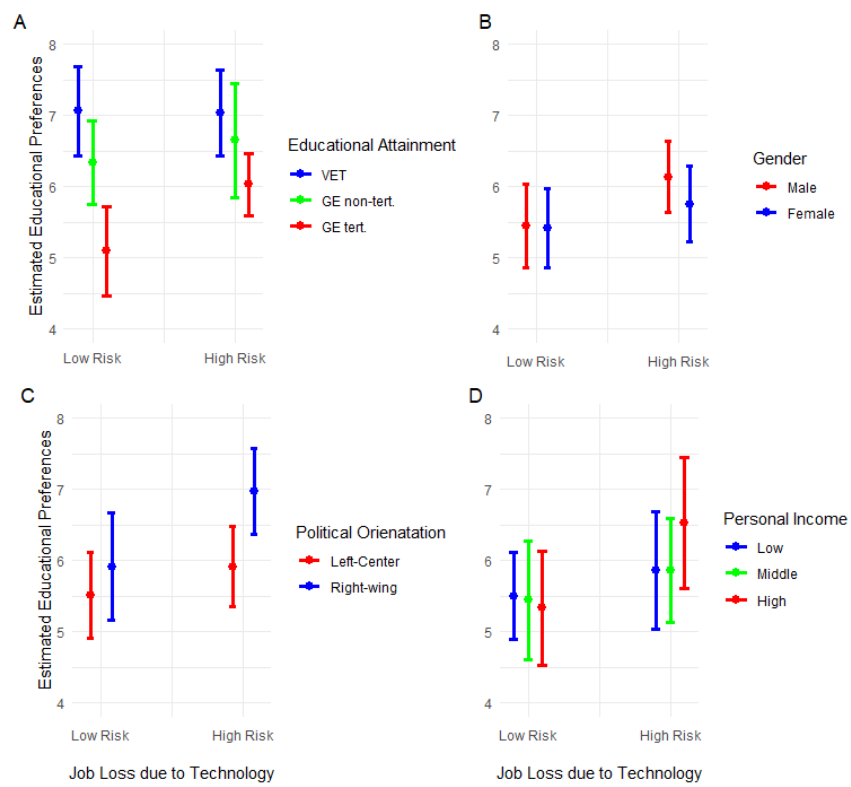 A
Estimated Educational Preferences
8
7
6
5
4
Low Risk
High Risk
Educational Attainment
VET
GE non-tert.
GE tert.
B
8
7
6
5
4
Low Risk
High Risk
Gender
Male
Female
C
Estimated Educational Preferences
8
7
6
5
4
Low Risk
High Risk
Job Loss due to Technology
Political Orienatation
Left-Center
Right-wing
D
8
7
6
5
4
Low Risk
High Risk
Job Loss due to Technology
Personal Income
Low
Middle
High